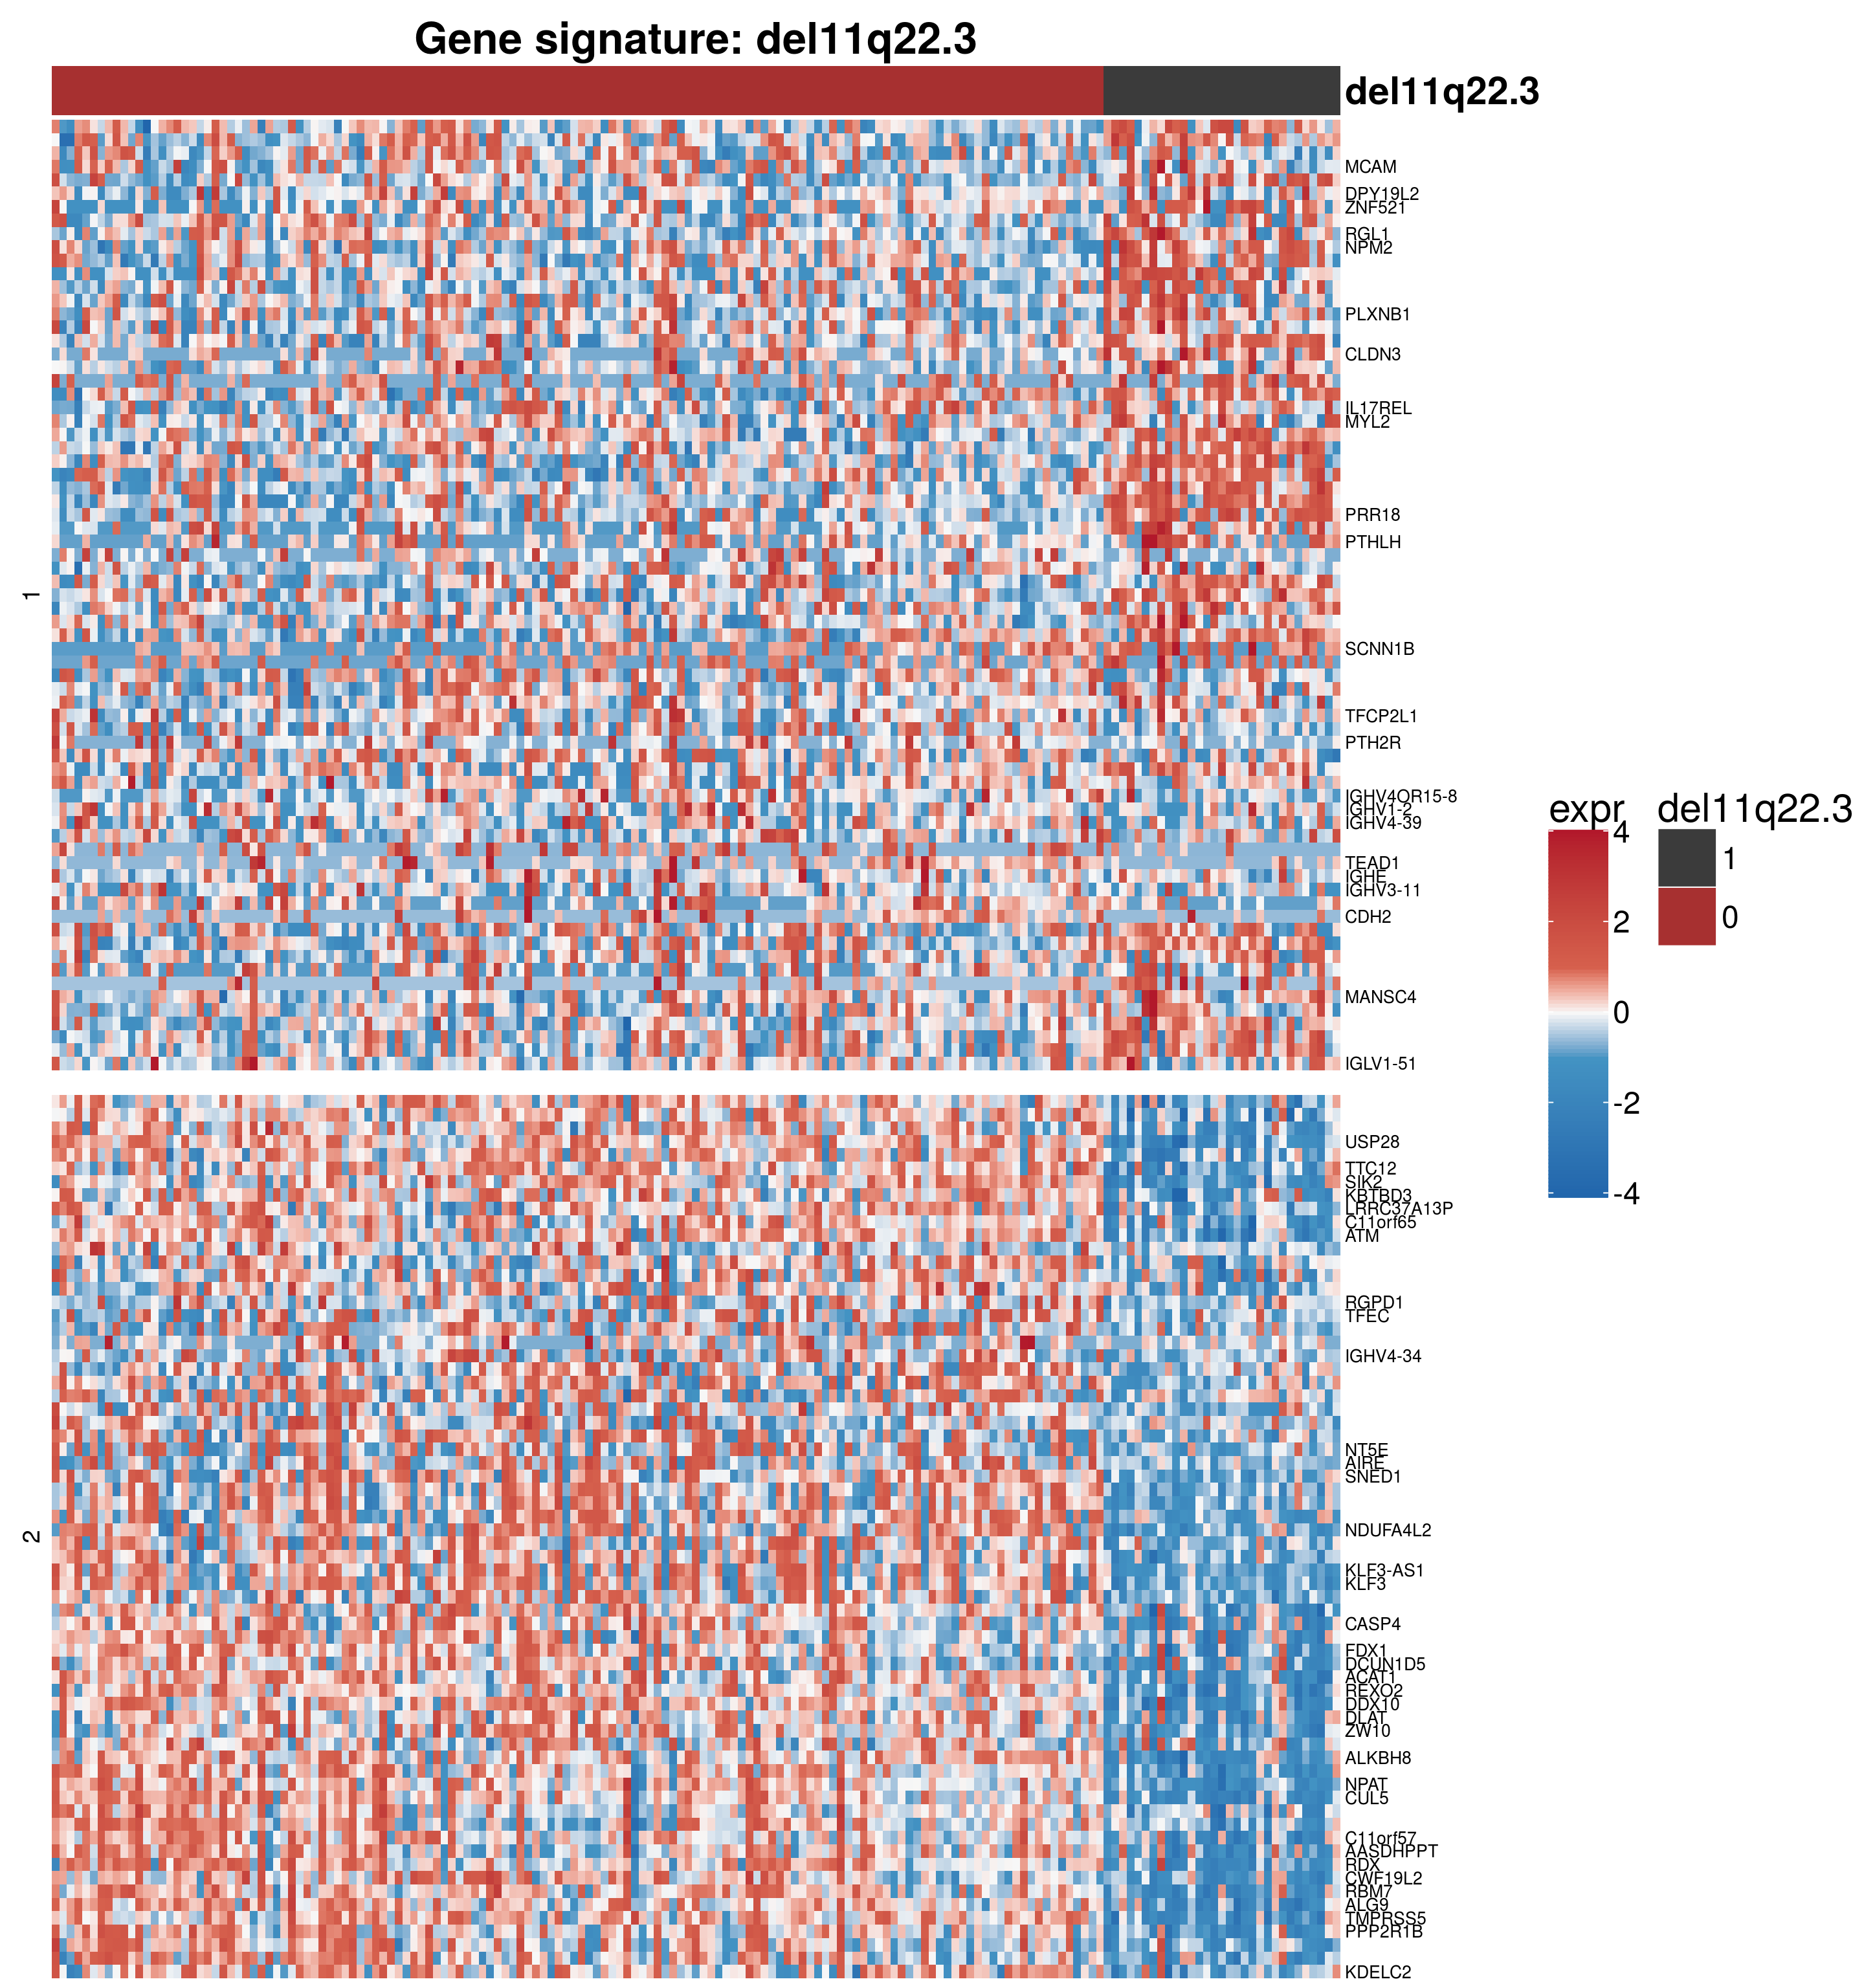 Gene signature: del11q22.3
del11q22.3
MCAM
DPY19L2
ZNF521
RGL1
NPM2
PLXNB1
CLDN3
IL17REL
MYL2
PRR18
PTHLH
1
SCNN1B
TFCP2L1
PTH2R
IGHV4OR15-8
IGHV1-2
IGHV4-39
TEAD1
IGHE
IGHV3-11
CDH2
MANSC4
IGLV1-51
expr
4
2
0
-2
-4
del11q22.3
1
0
USP28
TTC12
SIK2
KBTBD3
LRRC37A13P
C11orf65
ATM
RGPD1
TFEC
IGHV4-34
NT5E
AIRE
SNED1
2
NDUFA4L2
KLF3-AS1
KLF3
CASP4
FDX1
DCUN1D5
ACAT1
REXO2
DDX10
DLAT
ZW10
ALKBH8
NPAT
CUL5
C11orf57
AASDHPPT
RDX
CWF19L2
RBM7
ALG9
TMPRSS5
PPP2R1B
KDELC2